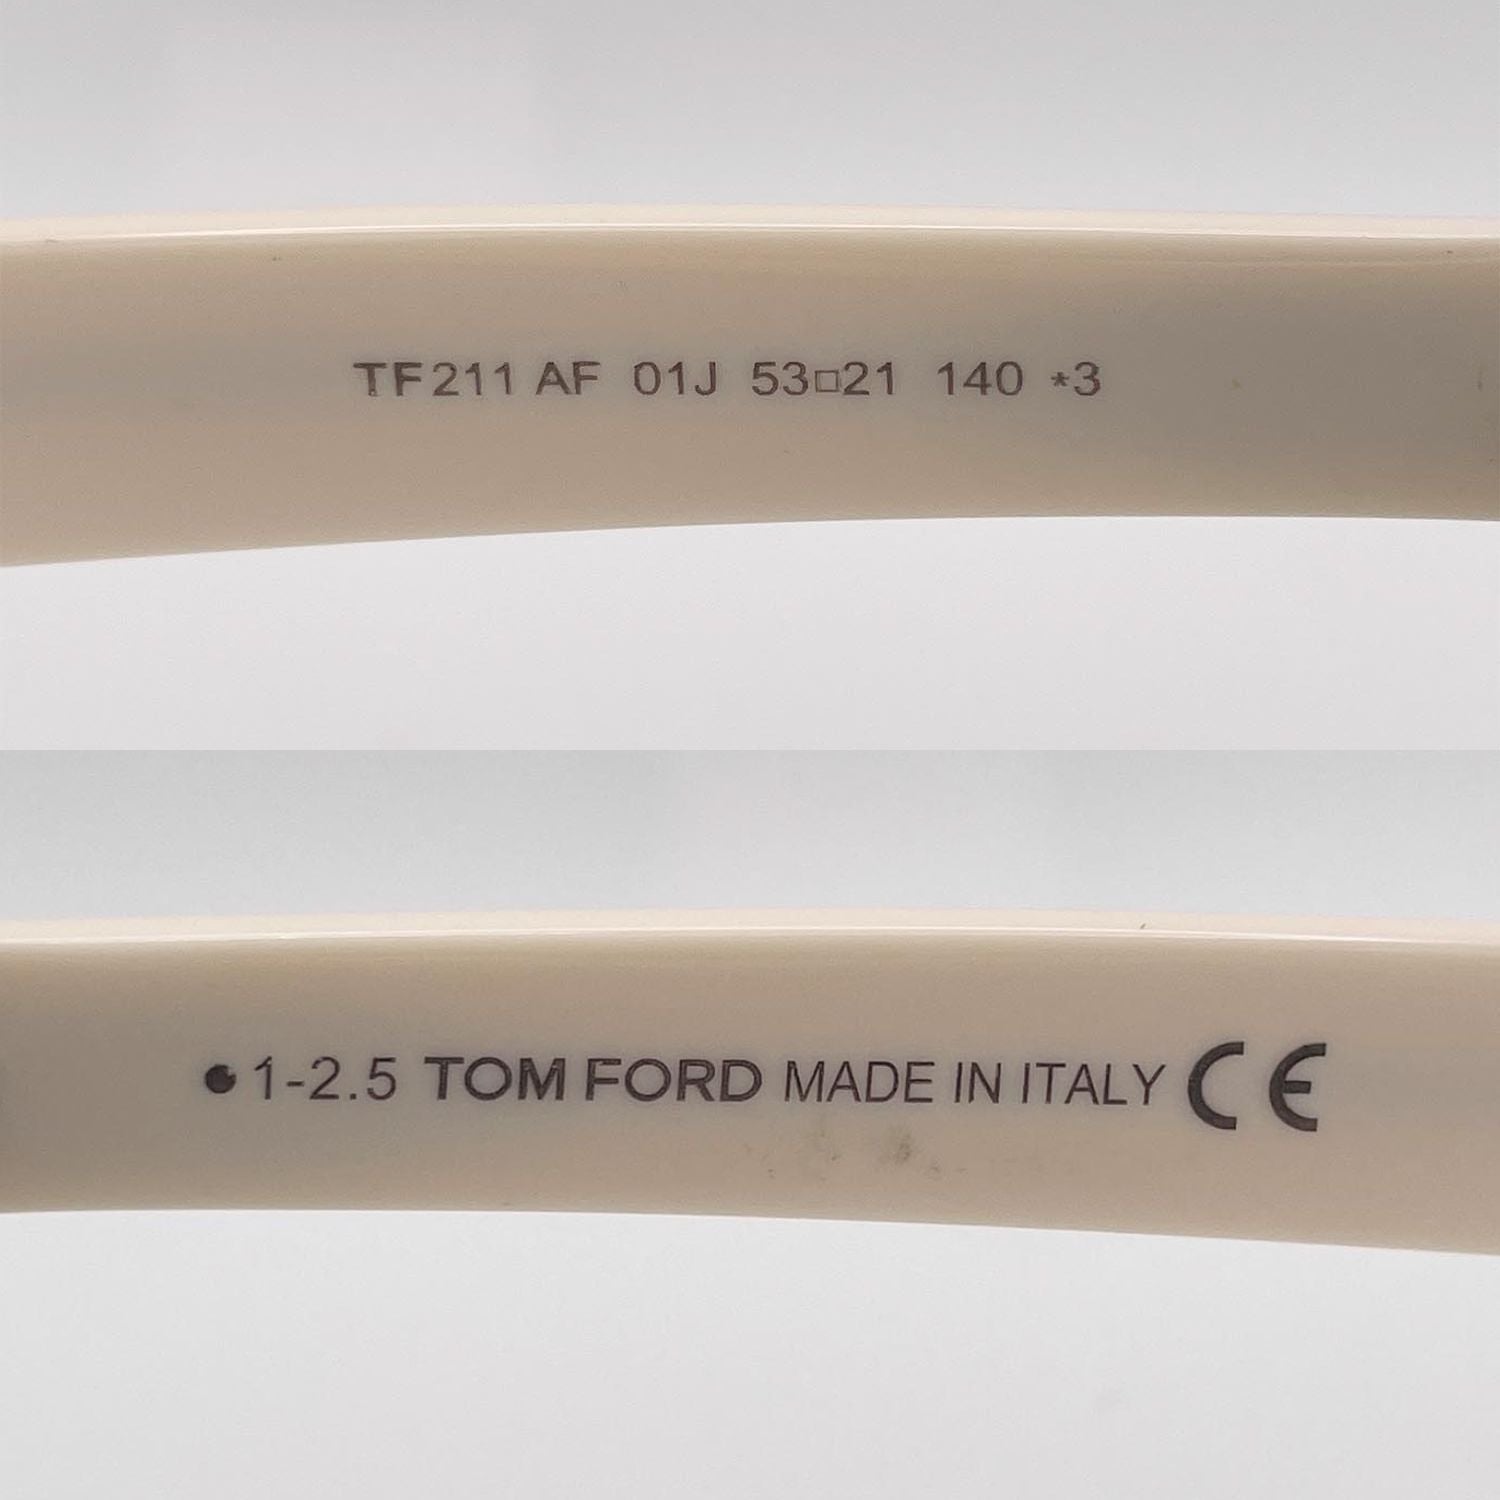 TF211 AF 01J 53□21 140 *3
●1-2.5 TOM FORD MADE IN ITALY CE